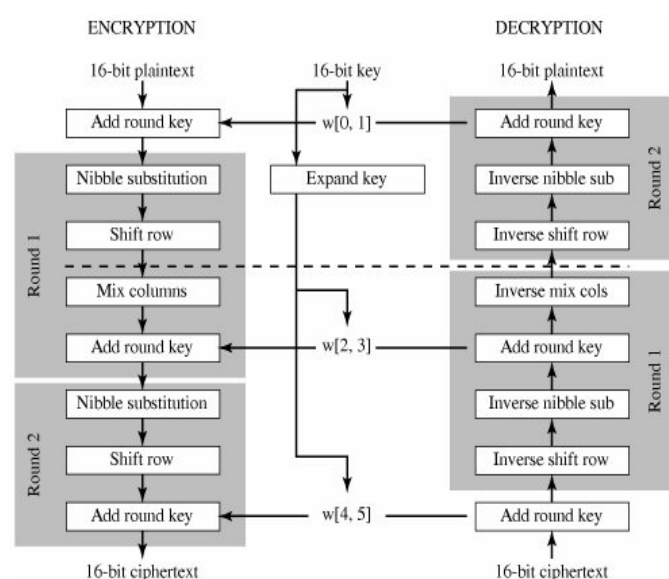 ENCRYPTION
16-bit plaintext
Add round key
Round 1
Nibble substitution
Shift row
Mix columns
Add round key
Round 2
Nibble substitution
Shift row
Add round key
16-bit ciphertext
16-bit key
w[0, 1]
Expand key
w[2, 3]
w[4, 5]
DECRYPTION
16-bit plaintext
Add round key
Inverse nibble sub
Inverse shift row
Round 2
Inverse mix cols
Add round key
Inverse nibble sub
Inverse shift row
Round 1
Add round key
16-bit ciphertext